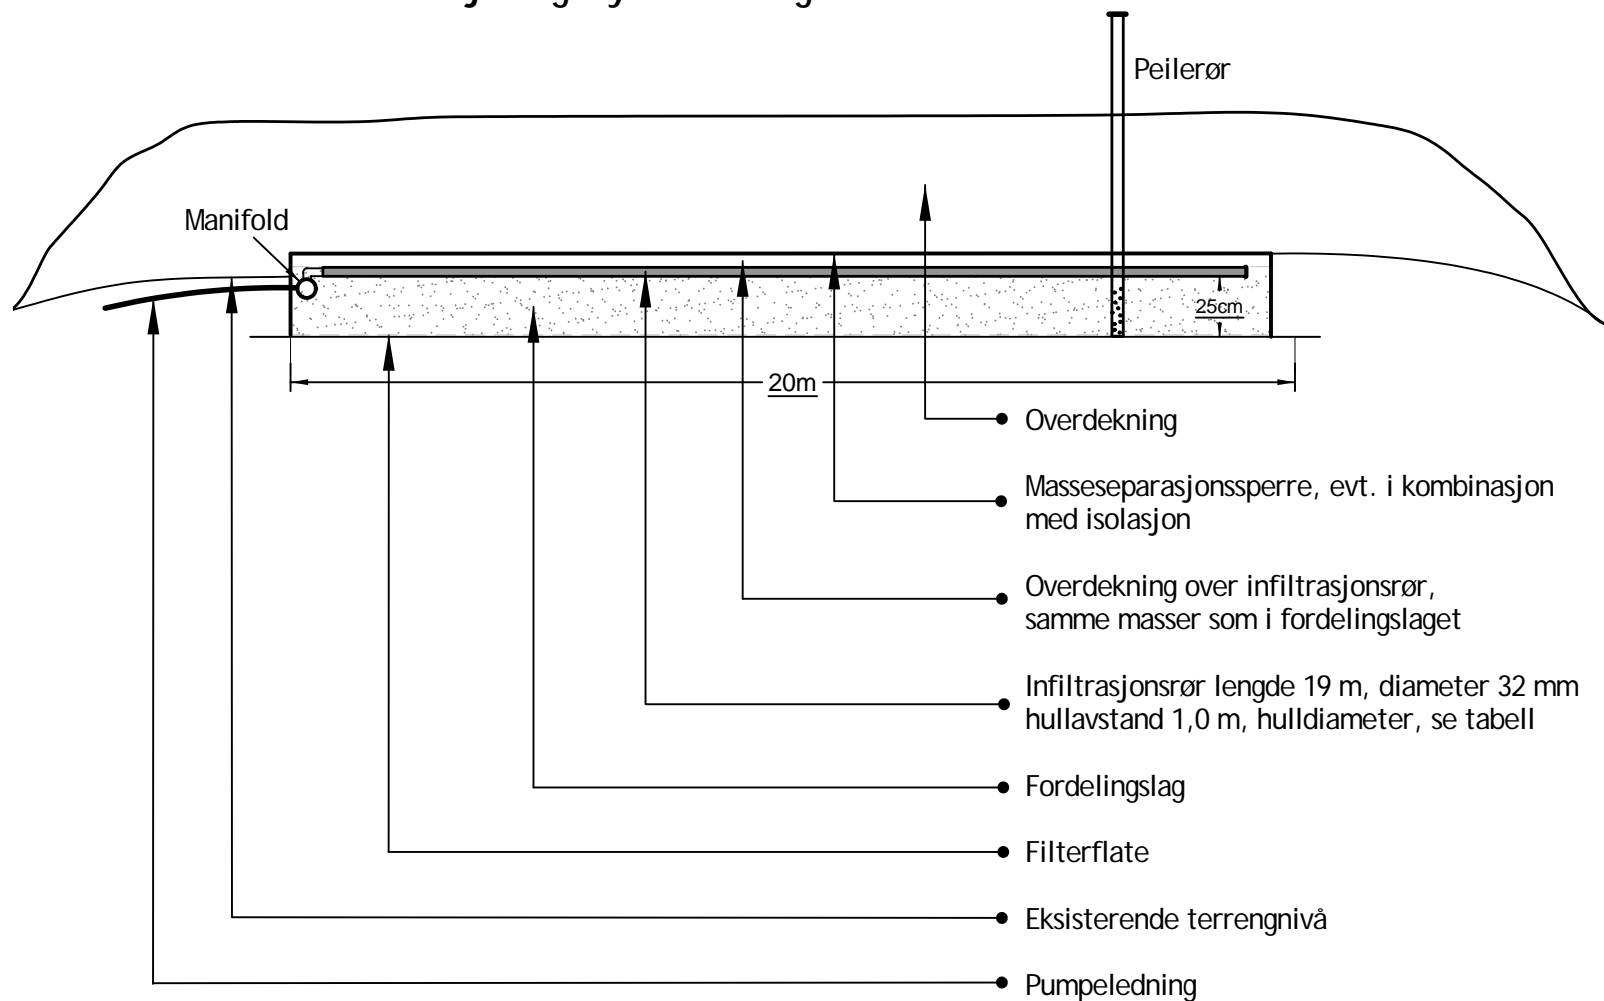 Peilerør
Manifold
25cm
20m
Overdekning
Masseseparasjonssperre, evt. i kombinasjon
med isolasjon
Overdekning over infiltrasjonsrør,
samme masser som i fordelingslaget
Infiltrasjonsrør lengde 19 m, diameter 32 mm
hullavstand 1,0 m, hulldiameter, se tabell
Fordelingslag
Filterflate
Eksisterende terrengnivå
Pumpeledning